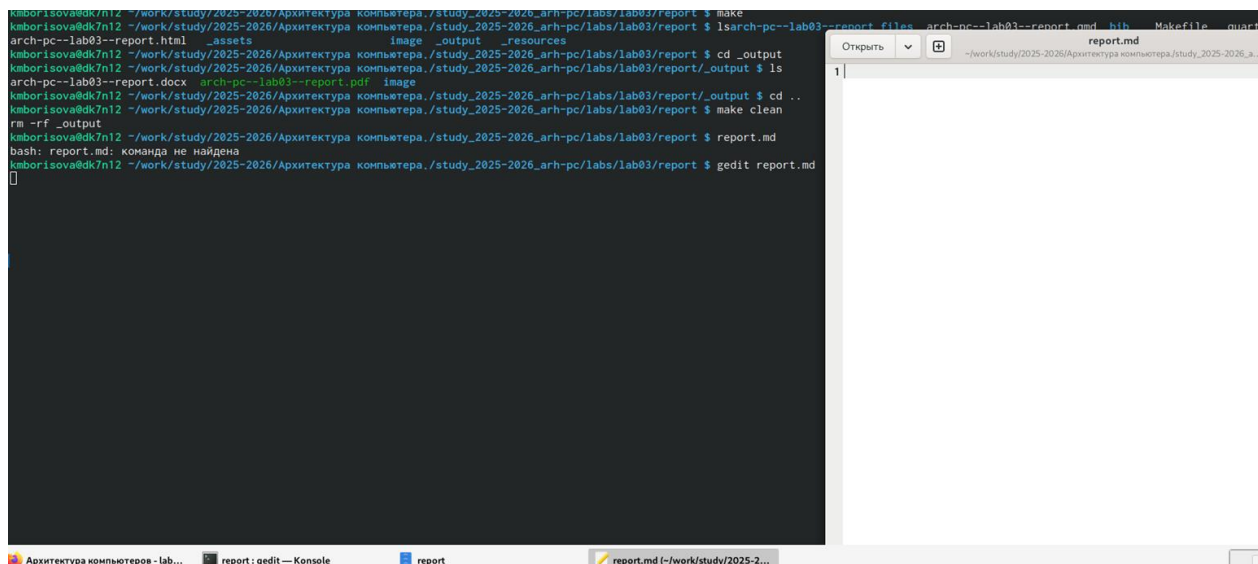 kmborisova@dk7n12 ~/work/study/2025-2026/Архитектура компьютера./study_2025-2026_arh-pc/labs/lab03/report $ make
kmborisova@dk7n12 ~/work/study/2025-2026/Архитектура компьютера./study_2025-2026_arh-pc/labs/lab03/report $ lsarch-pc--lab03--report_files arch-pc--lab03--report.qmd bib Makefile
arch-pc--lab03--report.html _assets image _output _resources
kmborisova@dk7n12 ~/work/study/2025-2026/Архитектура компьютера./study_2025-2026_arh-pc/labs/lab03/report $ cd _output
kmborisova@dk7n12 ~/work/study/2025-2026/Архитектура компьютера./study_2025-2026_arh-pc/labs/lab03/report/_output $ ls
arch-pc--lab03--report.docx arch-pc--lab03--report.pdf image
kmborisova@dk7n12 ~/work/study/2025-2026/Архитектура компьютера./study_2025-2026_arh-pc/labs/lab03/report/_output $ cd ..
kmborisova@dk7n12 ~/work/study/2025-2026/Архитектура компьютера./study_2025-2026_arh-pc/labs/lab03/report $ make clean
rm -rf _output
kmborisova@dk7n12 ~/work/study/2025-2026/Архитектура компьютера./study_2025-2026_arh-pc/labs/lab03/report $ report.md
bash: report.md: команда не найдена
kmborisova@dk7n12 ~/work/study/2025-2026/Архитектура компьютера./study_2025-2026_arh-pc/labs/lab03/report $ gedit report.md
Открыть
report.md
~/work/study/2025-2026/Архитектура компьютера./study_2025-2026_a...
1
Архитектура компьютеров - lab...
report : gedit — Konsole
report
report.md (~/work/study/2025-2...